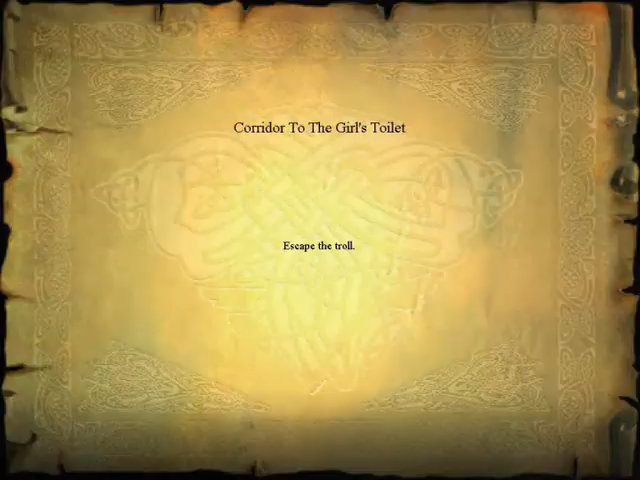 Corridor To The Girl's Toilet
Escape the troll.